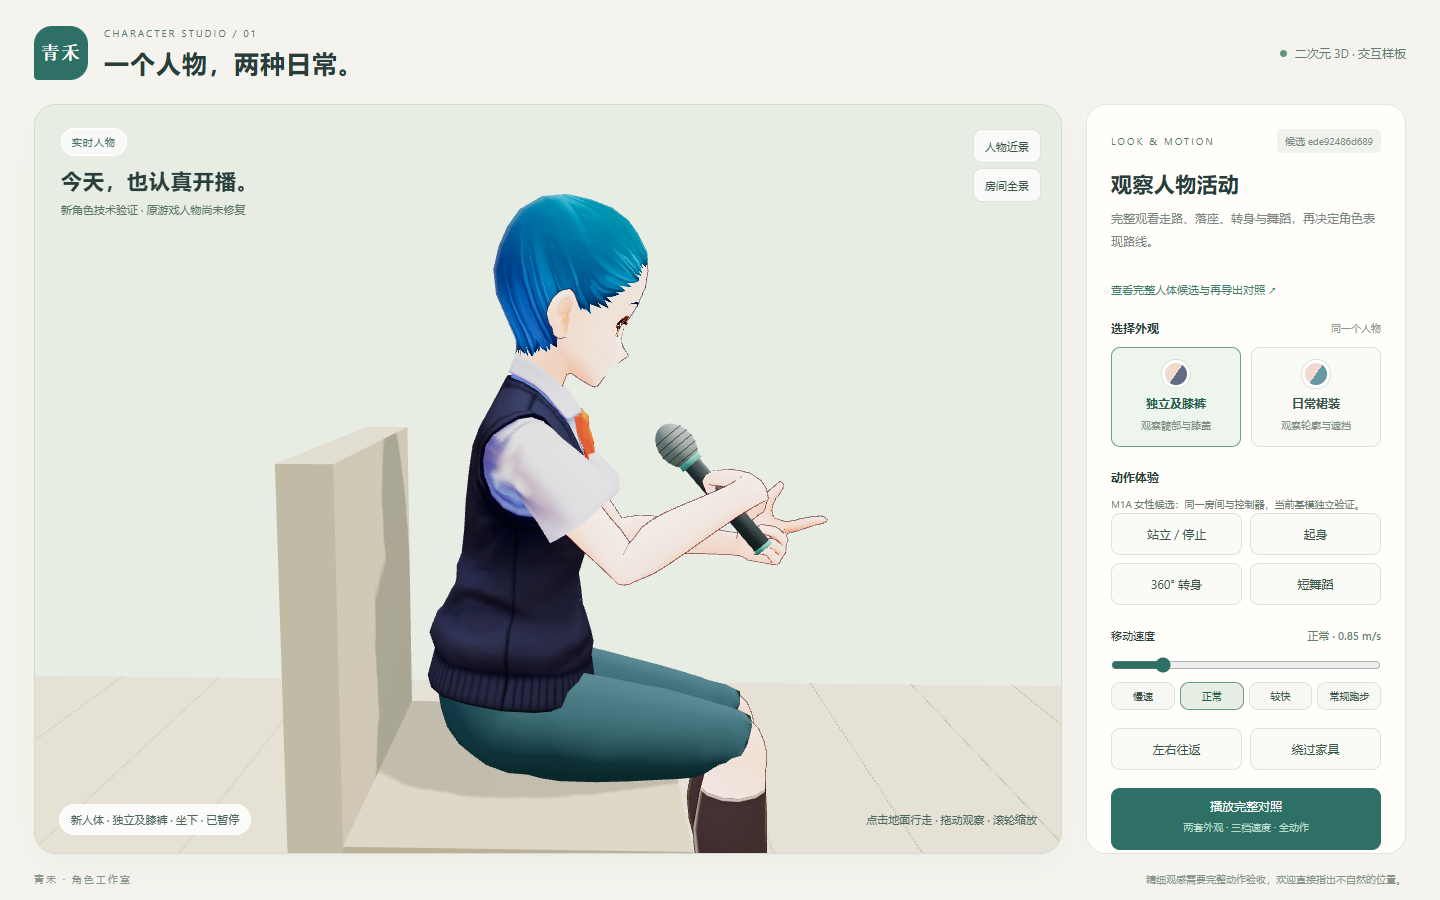 青禾
CHARACTER STUDIO / 01
一个人物，两种日常。
二次元 3D · 交互样板
实时人物
今天，也认真开播。
新角色技术验证 · 原游戏人物尚未修复
人物近景
房间全景
新人体 · 独立及膝裤 · 坐下 · 已暂停
点击地面行走 · 拖动观察 · 滚轮缩放
LOOK & MOTION
候选 ede92486d689
观察人物活动
完整观看走路、落座、转身与舞蹈，再决定角色表
现路线。
查看完整人体候选与再导出对照 ↗
选择外观
同一个人物
独立及膝裤
观察髋部与膝盖
日常裙装
观察轮廓与遮挡
动作体验
M1A 女性候选：同一房间与控制器，当前基模独立验证。
站立 / 停止
起身
360° 转身
短舞蹈
移动速度
正常 · 0.85 m/s
慢速
正常
较快
常规跑步
左右往返
绕过家具
播放完整对照
两套外观 · 三档速度 · 全动作
青禾 · 角色工作室
精细观感需要完整动作验收，欢迎直接指出不自然的位置。